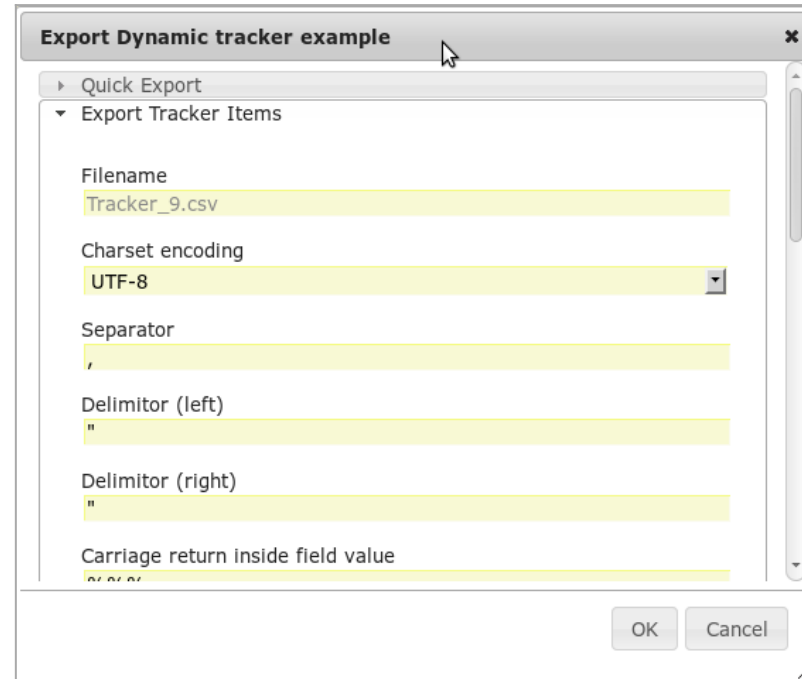 Export Dynamic tracker example
Quick Export
Export Tracker Items
Filename
Tracker_9.csv
Charset encoding
UTF-8
Separator
,
Delimitor (left)
"
Delimitor (right)
"
Carriage return inside field value
%%%
OK Cancel